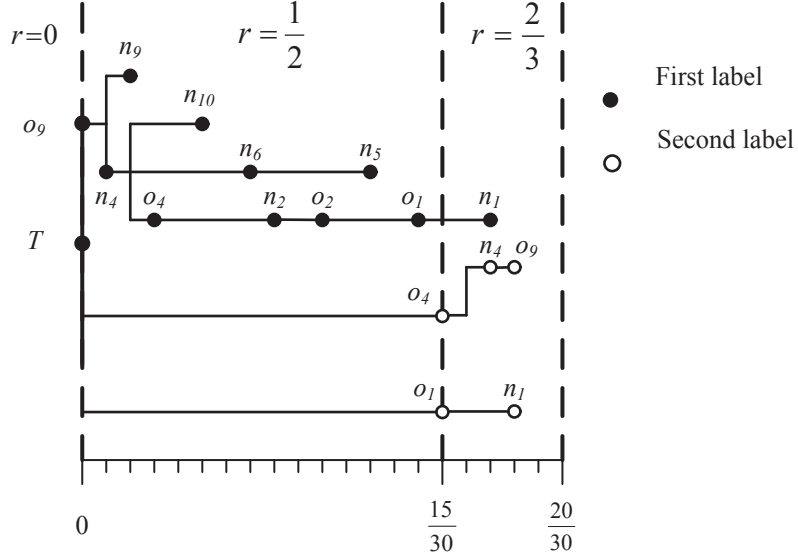 r=0
r = 1/2
r = 2/3
n₉
First label
o₉
n₁₀
Second label
n₆
n₅
n₄
o₄
n₂
o₂
o₁
n₁
T
n₄ o₉
o₄
o₁
n₁
0
15/30
20/30